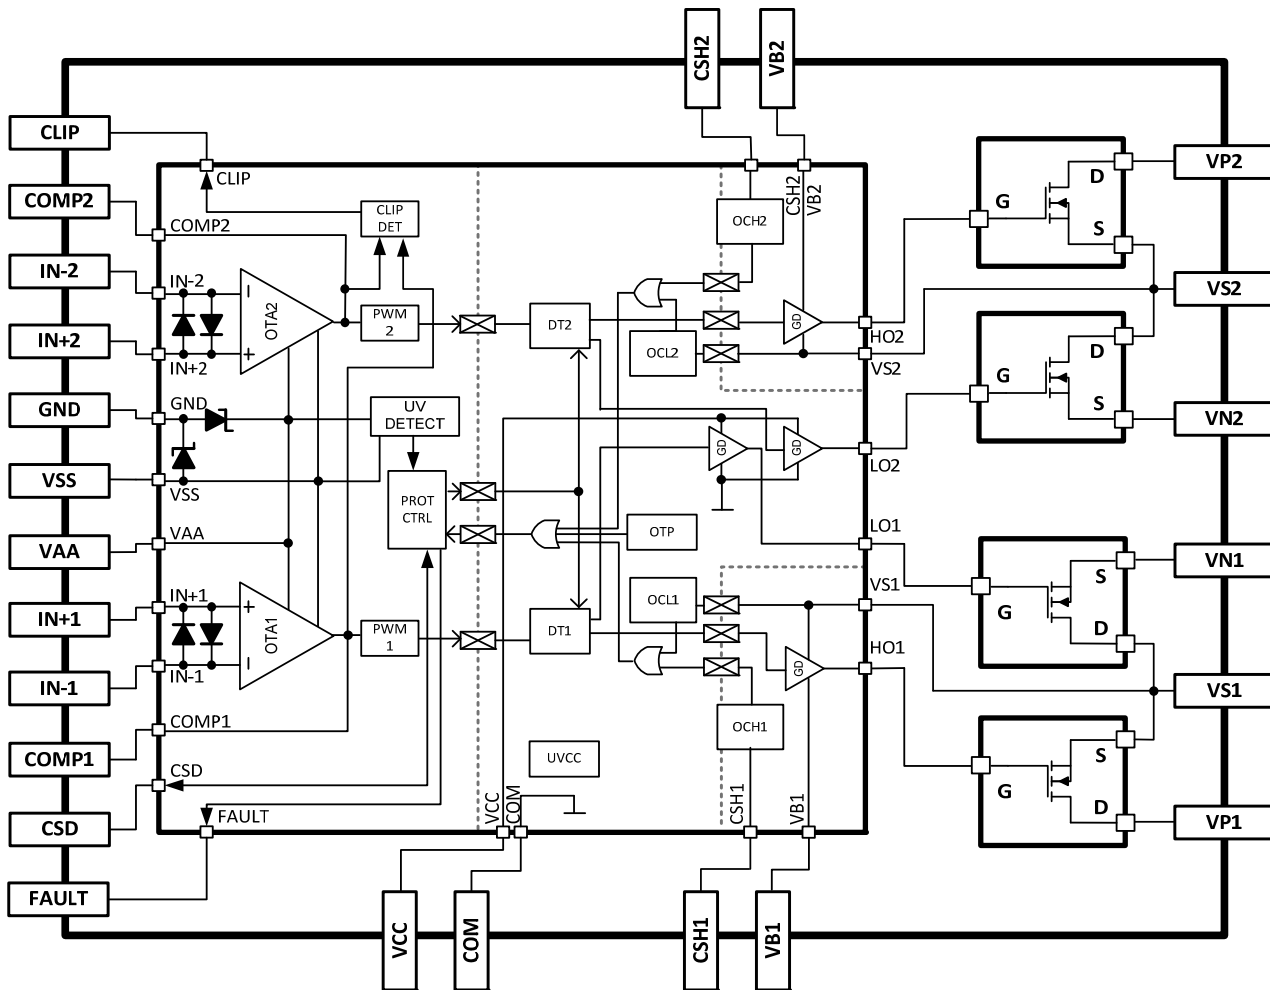 CSH2
VB2
CLIP
COMP2
IN-2
IN+2
GND
VSS
VAA
IN+1
IN-1
COMP1
CSD
FAULT
CLIP
COMP2
IN-2
IN+2
GND
VSS
VAA
IN+1
IN-1
COMP1
CSD
FAULT
OTA2
OTA1
CLIP
DET
PWM
2
UV
DETECT
PROT
CTRL
PWM
1
DT2
DT1
UVCC
VCC
COM
OCH2
OCL2
OTP
OCL1
OCH1
CSH2
VB2
GD
GD
GD
GD
CSH1
VB1
HO2
VS2
LO2
LO1
VS1
HO1
G
D
S
G
D
S
G
S
D
G
S
D
VP2
VS2
VN2
VN1
VS1
VP1
VCC
COM
CSH1
VB1